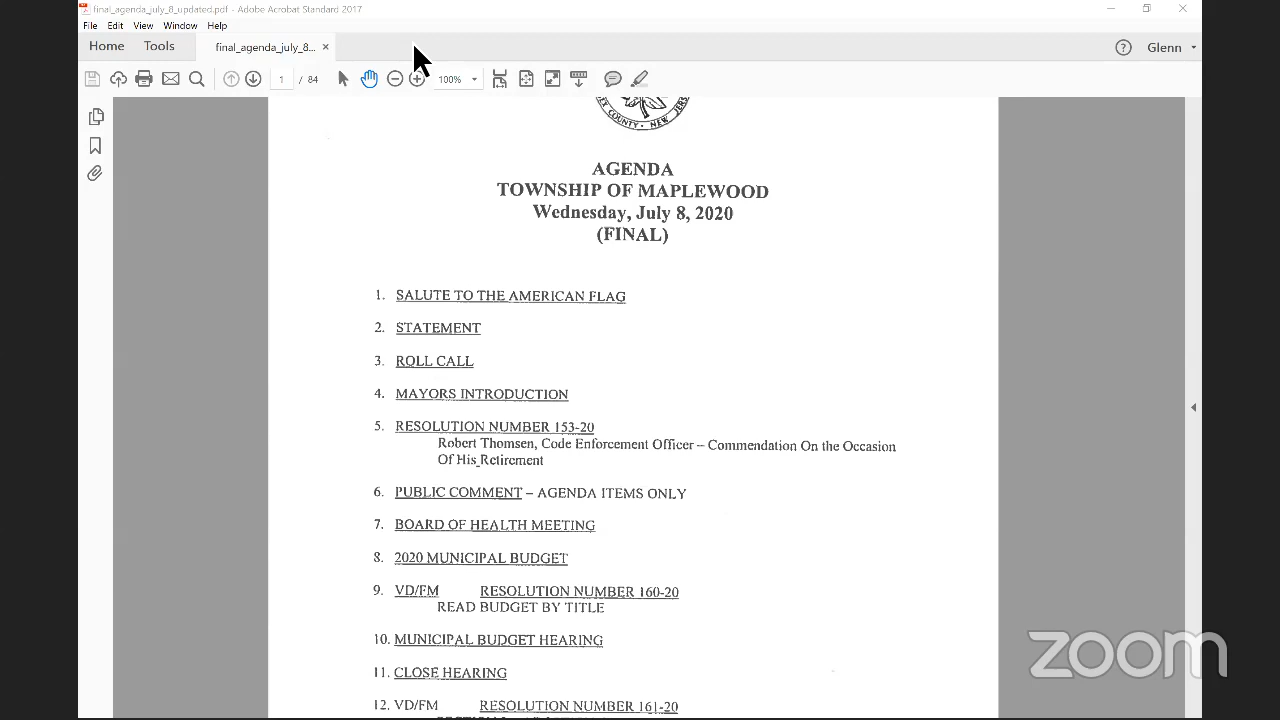 final_agenda_july_8_updated.pdf - Adobe Acrobat Standard 2017
File Edit View Window Help
Home Tools final_agenda_july_8... × Glenn
1 / 84 100%
COUNTY · NEW JERS
AGENDA
TOWNSHIP OF MAPLEWOOD
Wednesday, July 8, 2020
(FINAL)
1. SALUTE TO THE AMERICAN FLAG
2. STATEMENT
3. ROLL CALL
4. MAYORS INTRODUCTION
5. RESOLUTION NUMBER 153-20
Robert Thomsen, Code Enforcement Officer – Commendation On the Occasion
Of His Retirement
6. PUBLIC COMMENT – AGENDA ITEMS ONLY
7. BOARD OF HEALTH MEETING
8. 2020 MUNICIPAL BUDGET
9. VD/FM RESOLUTION NUMBER 160-20
READ BUDGET BY TITLE
10. MUNICIPAL BUDGET HEARING
11. CLOSE HEARING
12. VD/FM RESOLUTION NUMBER 161-20
zoom